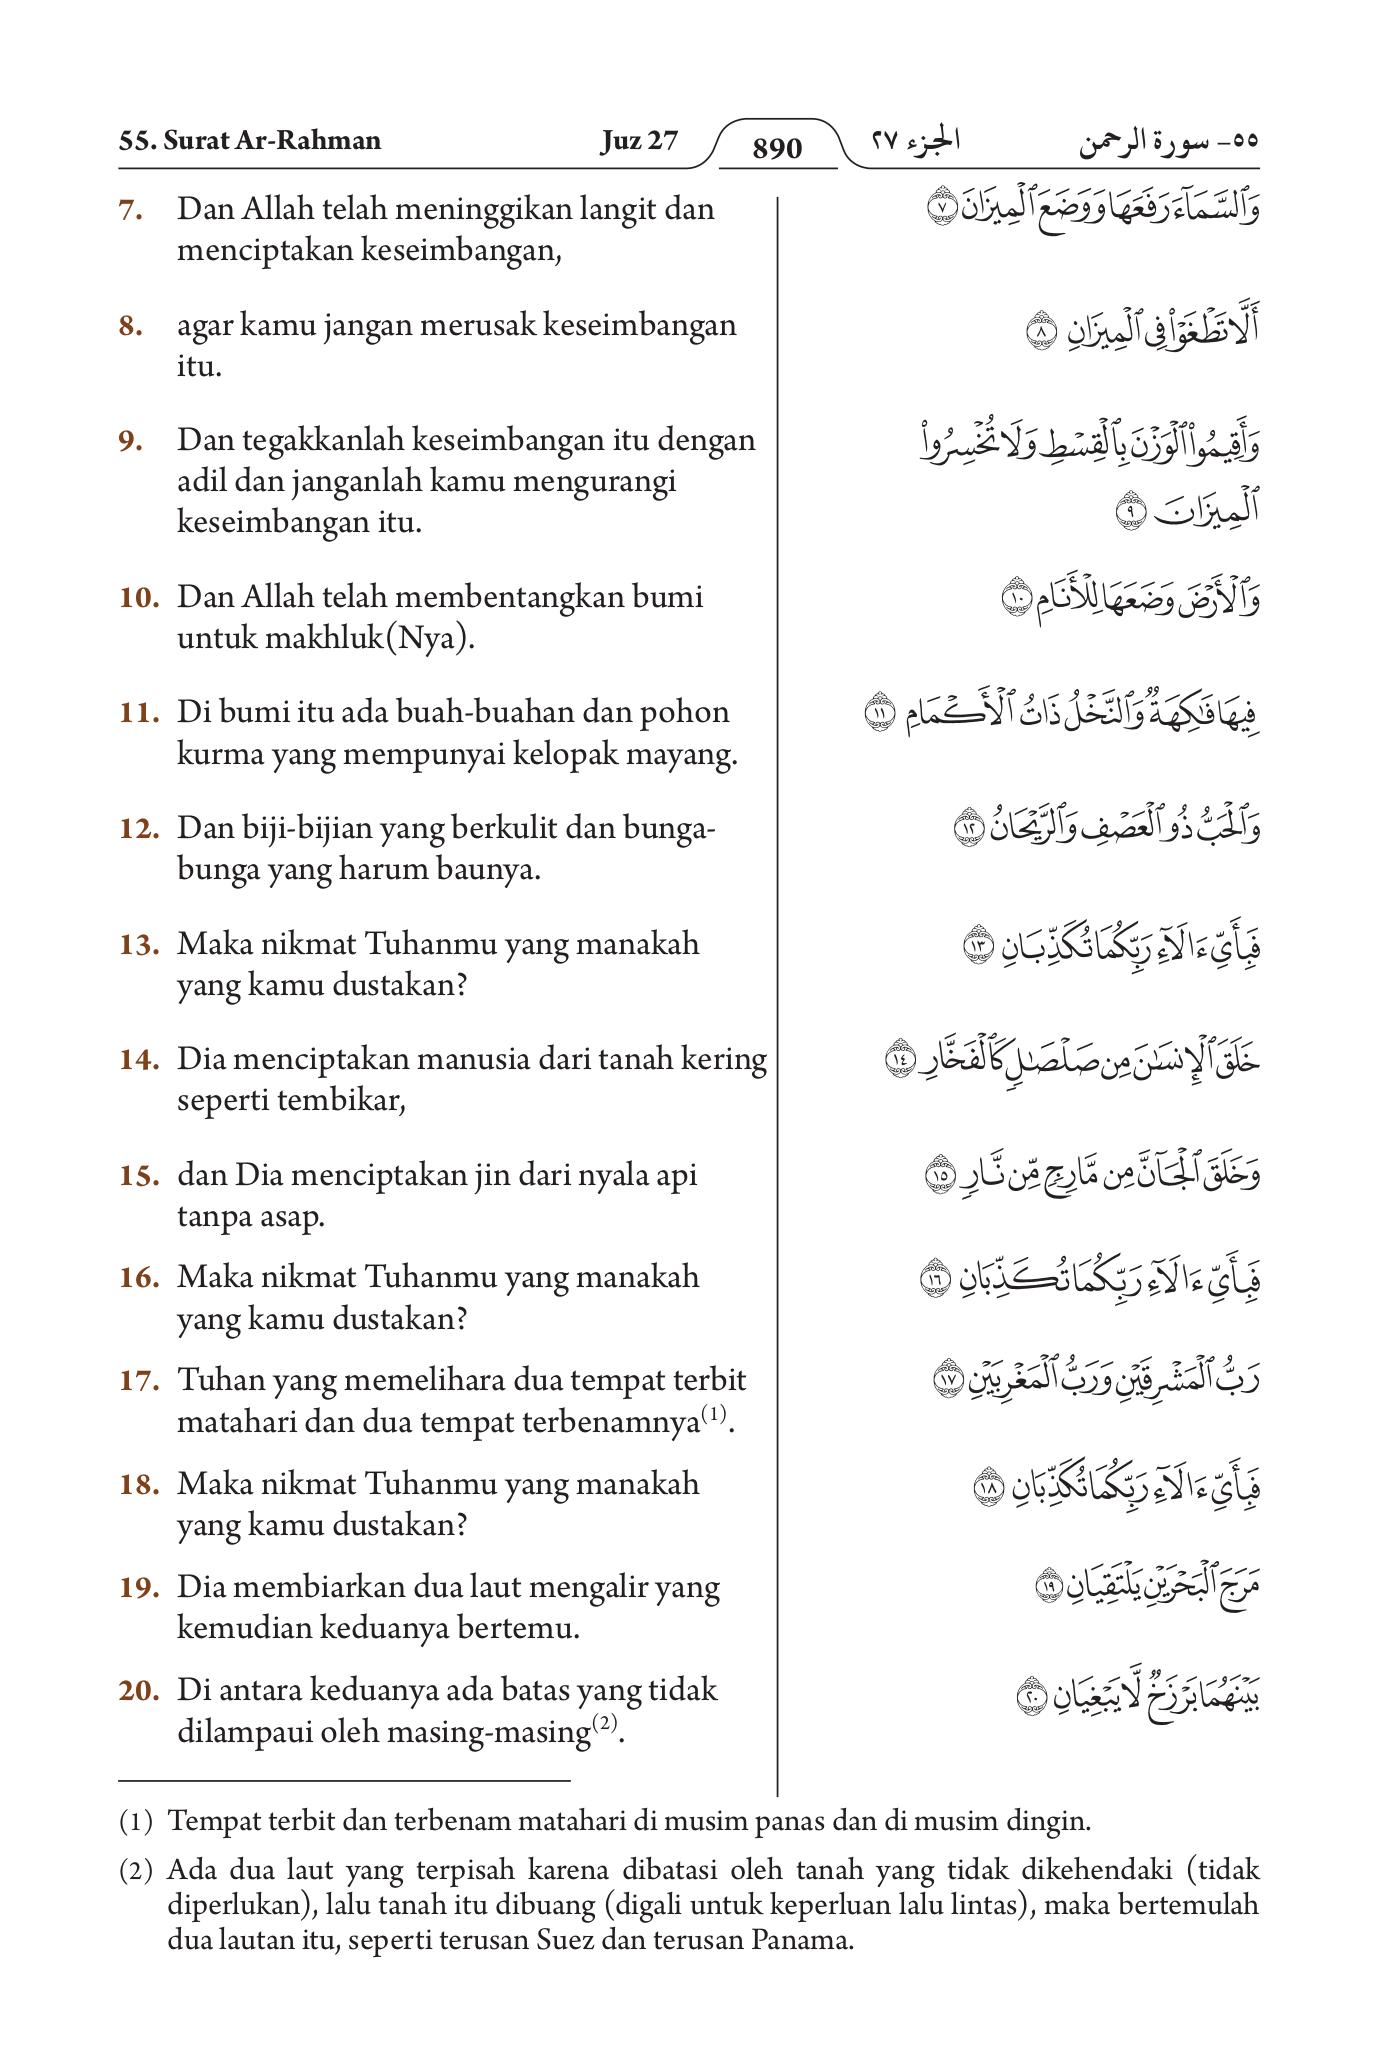 55. Surat Ar-Rahman Juz 27 890 الجزء ٢٧ ٥٥- سورة الرحمن
7. Dan Allah telah meninggikan langit dan
menciptakan keseimbangan,
وَٱلسَّمَآءَ رَفَعَهَا وَوَضَعَ ٱلْمِيزَانَ ٧
8. agar kamu jangan merusak keseimbangan
itu.
أَلَّا تَطْغَوْا۟ فِى ٱلْمِيزَانِ ٨
9. Dan tegakkanlah keseimbangan itu dengan
adil dan janganlah kamu mengurangi
keseimbangan itu.
وَأَقِيمُوا۟ ٱلْوَزْنَ بِٱلْقِسْطِ وَلَا تُخْسِرُوا۟
ٱلْمِيزَانَ ٩
10. Dan Allah telah membentangkan bumi
untuk makhluk(Nya).
وَٱلْأَرْضَ وَضَعَهَا لِلْأَنَامِ ١٠
11. Di bumi itu ada buah-buahan dan pohon
kurma yang mempunyai kelopak mayang.
فِيهَا فَـٰكِهَةٌ وَٱلنَّخْلُ ذَاتُ ٱلْأَكْمَامِ ١١
12. Dan biji-bijian yang berkulit dan bunga-
bunga yang harum baunya.
وَٱلْحَبُّ ذُو ٱلْعَصْفِ وَٱلرَّيْحَانُ ١٢
13. Maka nikmat Tuhanmu yang manakah
yang kamu dustakan?
فَبِأَىِّ ءَالَآءِ رَبِّكُمَا تُكَذِّبَانِ ١٣
14. Dia menciptakan manusia dari tanah kering
seperti tembikar,
خَلَقَ ٱلْإِنسَـٰنَ مِن صَلْصَـٰلٍ كَٱلْفَخَّارِ ١٤
15. dan Dia menciptakan jin dari nyala api
tanpa asap.
وَخَلَقَ ٱلْجَآنَّ مِن مَّارِجٍ مِّن نَّارٍ ١٥
16. Maka nikmat Tuhanmu yang manakah
yang kamu dustakan?
فَبِأَىِّ ءَالَآءِ رَبِّكُمَا تُكَذِّبَانِ ١٦
17. Tuhan yang memelihara dua tempat terbit
matahari dan dua tempat terbenamnya(1).
رَبُّ ٱلْمَشْرِقَيْنِ وَرَبُّ ٱلْمَغْرِبَيْنِ ١٧
18. Maka nikmat Tuhanmu yang manakah
yang kamu dustakan?
فَبِأَىِّ ءَالَآءِ رَبِّكُمَا تُكَذِّبَانِ ١٨
19. Dia membiarkan dua laut mengalir yang
kemudian keduanya bertemu.
مَرَجَ ٱلْبَحْرَيْنِ يَلْتَقِيَانِ ١٩
20. Di antara keduanya ada batas yang tidak
dilampaui oleh masing-masing(2).
بَيْنَهُمَا بَرْزَخٌ لَّا يَبْغِيَانِ ٢٠
(1) Tempat terbit dan terbenam matahari di musim panas dan di musim dingin.
(2) Ada dua laut yang terpisah karena dibatasi oleh tanah yang tidak dikehendaki (tidak
diperlukan), lalu tanah itu dibuang (digali untuk keperluan lalu lintas), maka bertemulah
dua lautan itu, seperti terusan Suez dan terusan Panama.